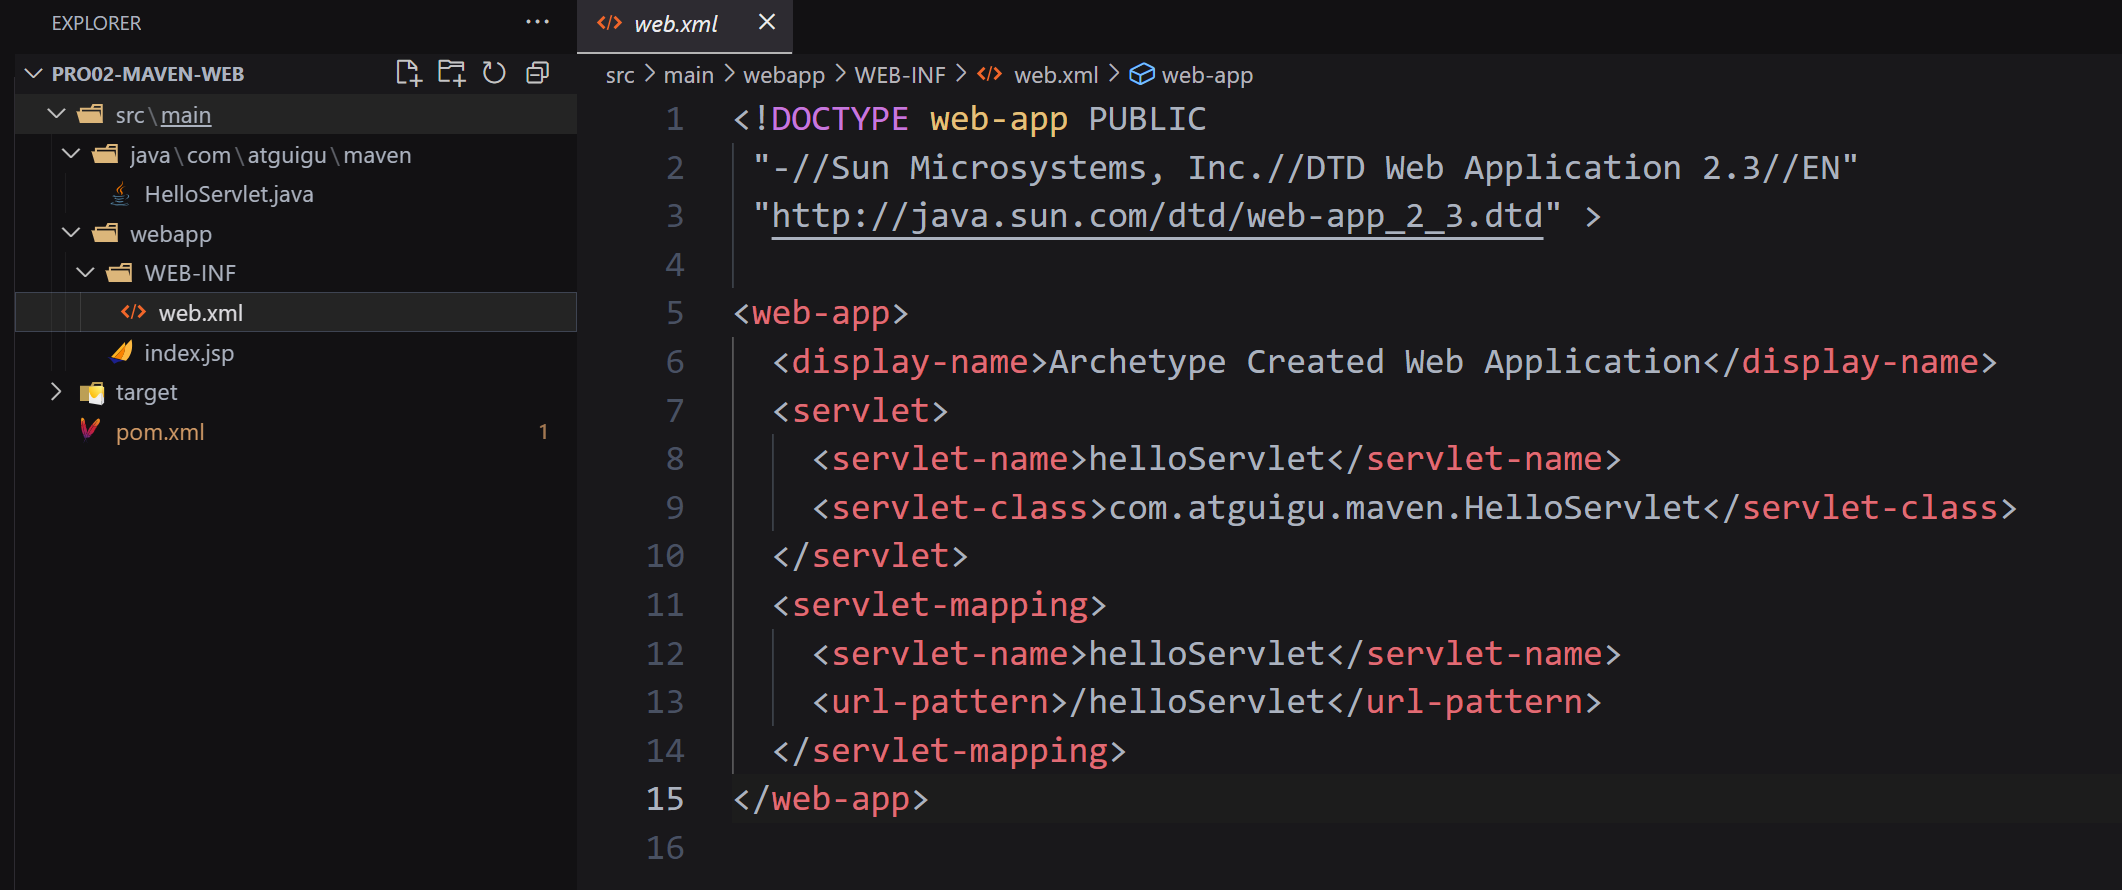 EXPLORER
PRO02-MAVEN-WEB
src\main
java\com\atguigu\maven
HelloServlet.java
webapp
WEB-INF
web.xml
index.jsp
target
pom.xml 1
web.xml
src > main > webapp > WEB-INF > web.xml > web-app
1 <!DOCTYPE web-app PUBLIC
2 "-//Sun Microsystems, Inc.//DTD Web Application 2.3//EN"
3 "http://java.sun.com/dtd/web-app_2_3.dtd" >
4
5 <web-app>
6 <display-name>Archetype Created Web Application</display-name>
7 <servlet>
8 <servlet-name>helloServlet</servlet-name>
9 <servlet-class>com.atguigu.maven.HelloServlet</servlet-class>
10 </servlet>
11 <servlet-mapping>
12 <servlet-name>helloServlet</servlet-name>
13 <url-pattern>/helloServlet</url-pattern>
14 </servlet-mapping>
15 </web-app>
16